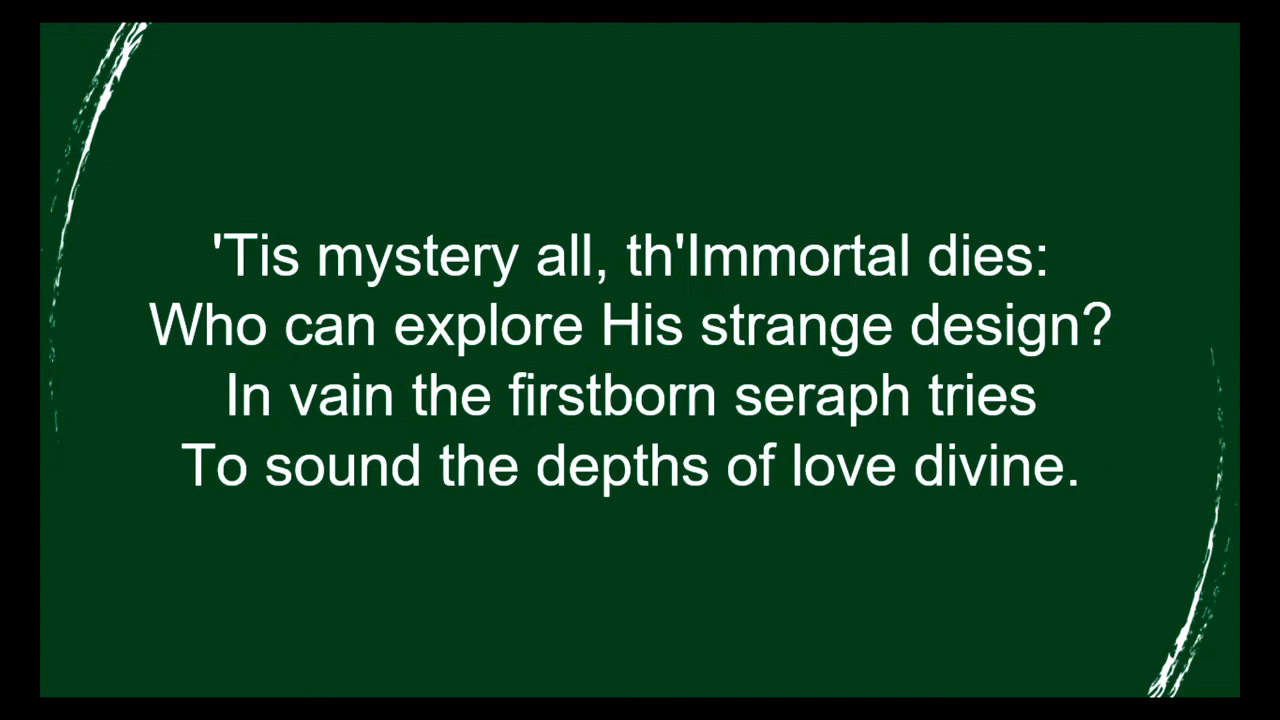 'Tis mystery all, th'Immortal dies:
Who can explore His strange design?
In vain the firstborn seraph tries
To sound the depths of love divine.